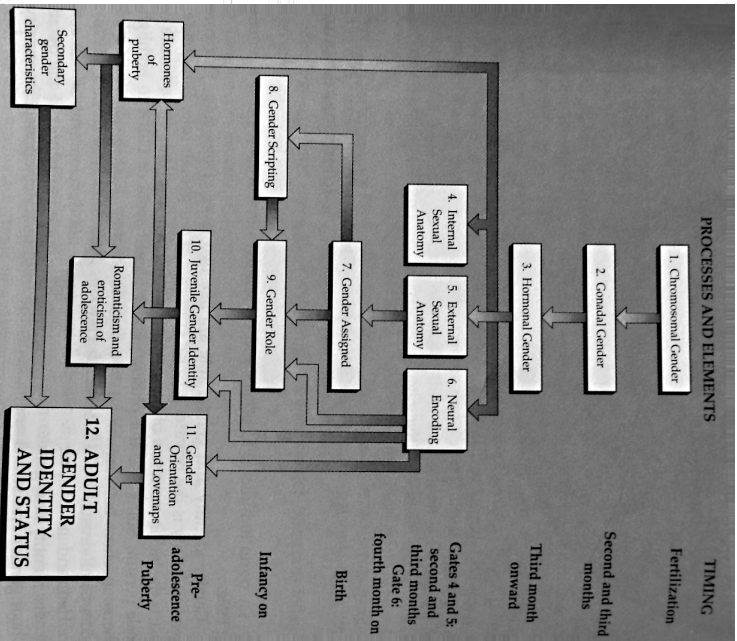 PROCESSES AND ELEMENTS
TIMING
1. Chromosomal Gender
Fertilization
2. Gonadal Gender
Second and third
months
3. Hormonal Gender
Third month
onward
4. Internal
Sexual
Anatomy
5. External
Sexual
Anatomy
6. Neural
Encoding
Gates 4 and 5:
second and
third months
Gate 6:
fourth month on
7. Gender Assigned
Birth
8. Gender Scripting
9. Gender Role
Infancy on
10. Juvenile Gender Identity
11. Gender
Orientation
and Lovemaps
Pre-
adolescence
Hormones
of
puberty
Puberty
Romanticism and
eroticism of
adolescence
Secondary
gender
characteristics
12. ADULT
GENDER
IDENTITY
AND STATUS